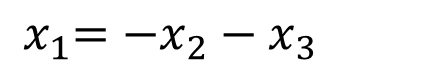 x₁= −x₂ − x₃